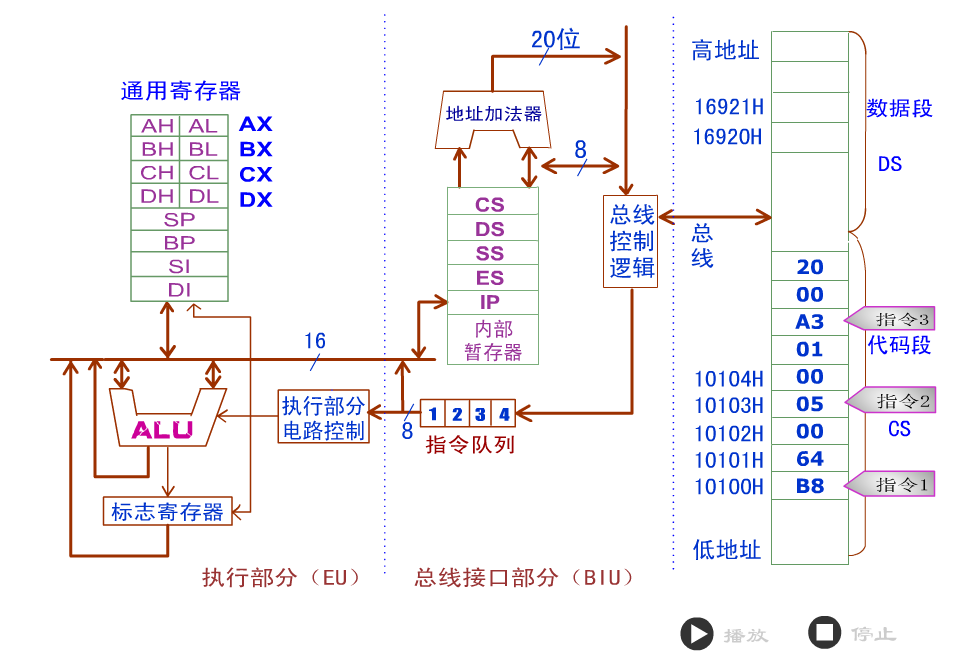 20位
高地址
通用寄存器
AH AL AX
BH BL BX
CH CL CX
DH DL DX
SP
BP
SI
DI
地址加法器
8
16921H
16920H
数据段
DS
CS
DS
SS
ES
IP
内部
暂存器
总线
控制
逻辑
总
线
20
00
A3
指令3
01
代码段
10104H 00
10103H 05
指令2
10102H 00
CS
10101H 64
10100H B8
指令1
低地址
16
ALU
执行部分
电路控制
8
1 2 3 4
指令队列
标志寄存器
执行部分（EU）
总线接口部分（BIU）
播放
停止